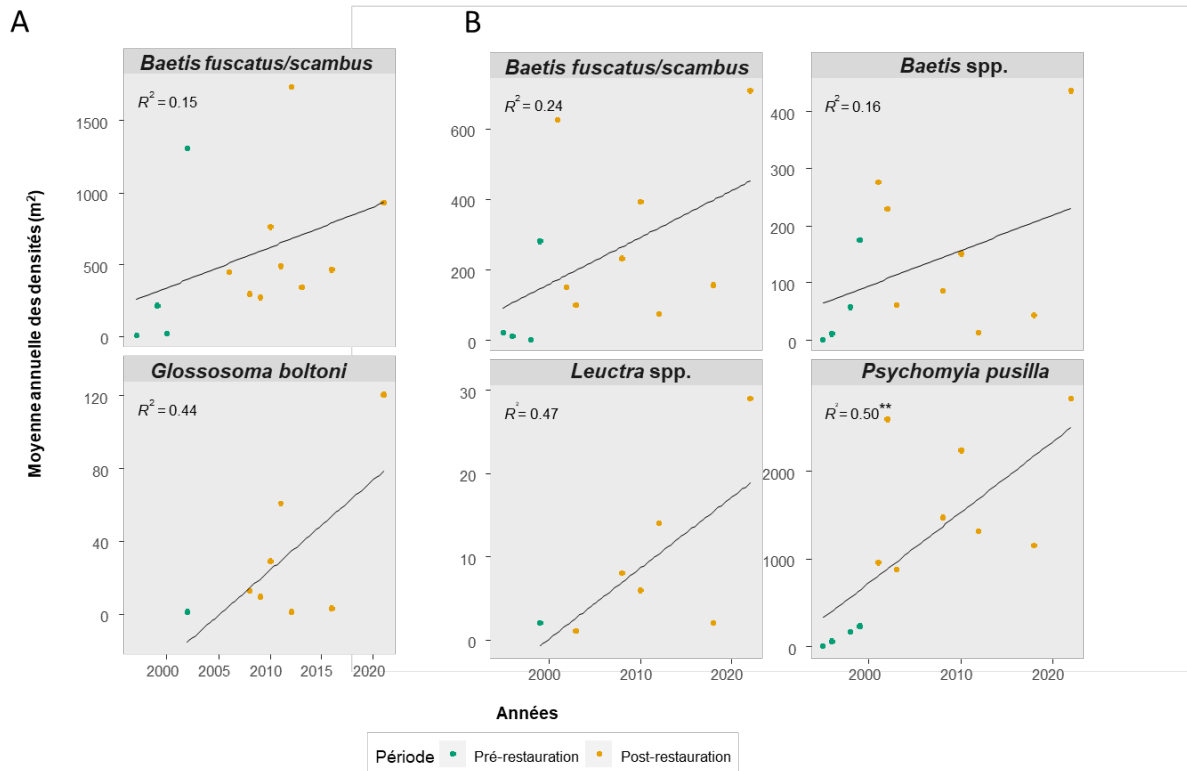 A
B
Baetis fuscatus/scambus
R² = 0.15
1500
1000
500
0
Baetis fuscatus/scambus
R² = 0.24
600
400
200
0
Baetis spp.
R² = 0.16
400
300
200
100
0
Moyenne annuelle des densités (m²)
Glossosoma boltoni
R² = 0.44
120
80
40
0
2000 2005 2010 2015 2020
Leuctra spp.
R² = 0.47
30
20
10
0
2000 2010 2020
Psychomyia pusilla
R² = 0.50**
2000
1000
0
2000 2010 2020
Années
Période Pré-restauration Post-restauration